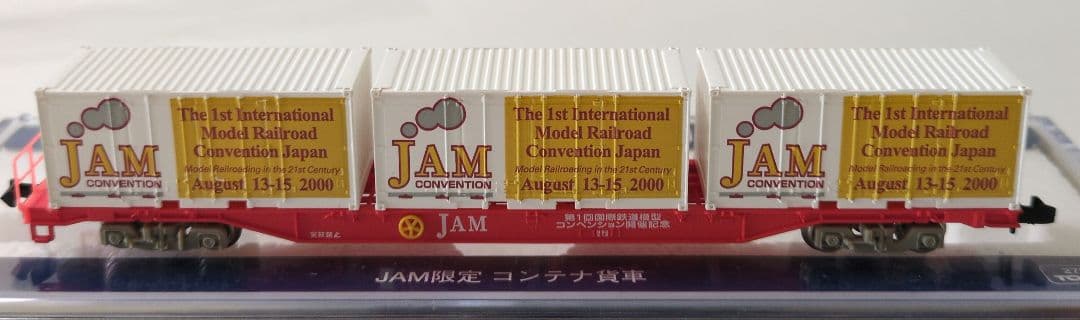 JAM
CONVENTION
The 1st International
Model Railroad
Convention Japan
Model Railroading in the 21st Century
August 13-15, 2000
JAM
CONVENTION
The 1st International
Model Railroad
Convention Japan
Model Railroading in the 21st Century
August 13-15, 2000
JAM
CONVENTION
The 1st International
Model Railroad
Convention Japan
Model Railroading in the 21st Century
August 13-15, 2000
突放禁止
JAM
第1回国際鉄道模型
コンベンション開催記念
JAM限定 コンテナ貨車